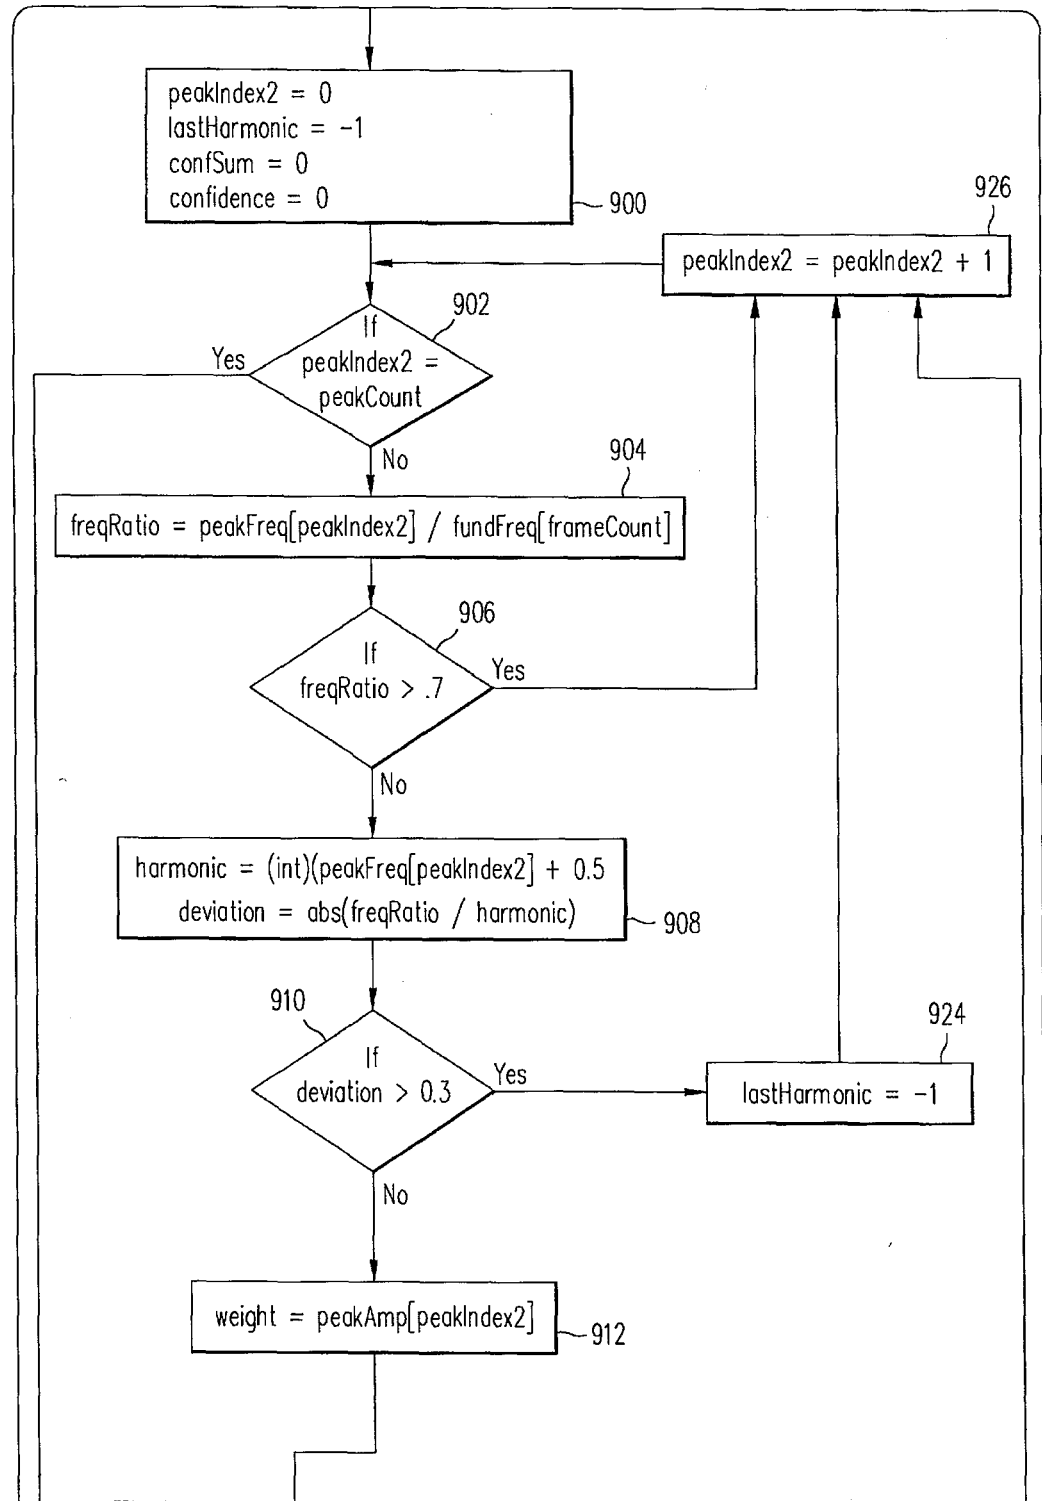 peakIndex2 = 0
lastHarmonic = -1
confSum = 0
confidence = 0
900
926
peakIndex2 = peakIndex2 + 1
902
If
peakIndex2 =
peakCount
Yes
No
904
freqRatio = peakFreq[peakIndex2] / fundFreq[frameCount]
906
If
freqRatio > .7
Yes
No
harmonic = (int)(peakFreq[peakIndex2] + 0.5
deviation = abs(freqRatio / harmonic)
908
910
If
deviation > 0.3
Yes
924
lastHarmonic = -1
No
weight = peakAmp[peakIndex2]
912